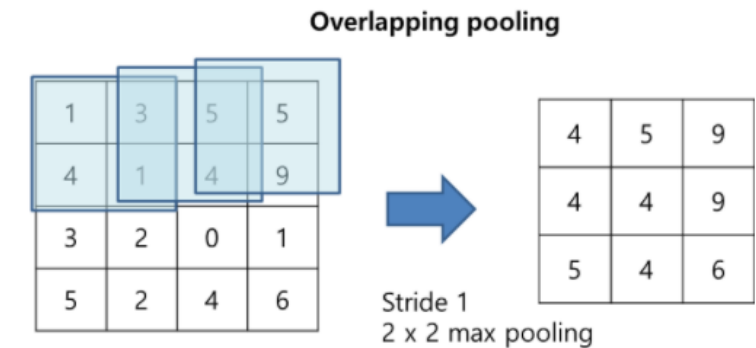 Overlapping pooling
1 3 5 5
4 1 4 9
3 2 0 1
5 2 4 6
4 5 9
4 4 9
5 4 6
Stride 1
2 x 2 max pooling